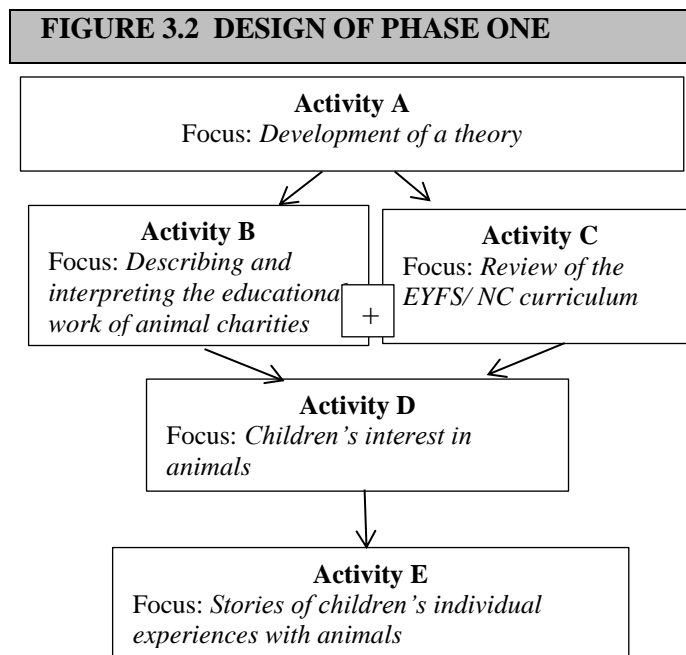 FIGURE 3.2 DESIGN OF PHASE ONE
Activity A
Focus: Development of a theory
Activity B
Focus: Describing and
interpreting the educational
work of animal charities
+
Activity C
Focus: Review of the
EYFS/ NC curriculum
Activity D
Focus: Children’s interest in
animals
Activity E
Focus: Stories of children’s individual
experiences with animals